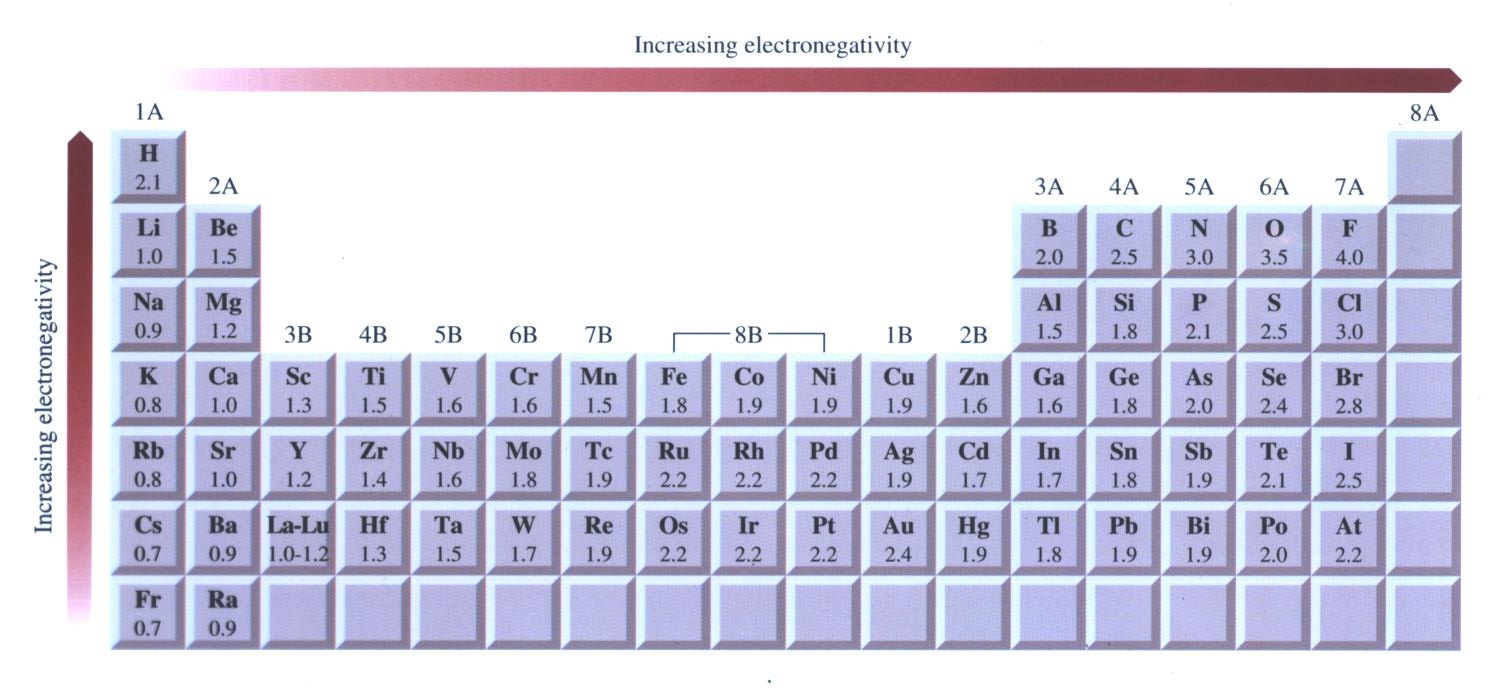 Increasing electronegativity
1A 8A
H
2.1 2A 3A 4A 5A 6A 7A
Li Be B C N O F
1.0 1.5 2.0 2.5 3.0 3.5 4.0
Na Mg Al Si P S Cl
0.9 1.2 3B 4B 5B 6B 7B 8B 1B 2B 1.5 1.8 2.1 2.5 3.0
K Ca Sc Ti V Cr Mn Fe Co Ni Cu Zn Ga Ge As Se Br
0.8 1.0 1.3 1.5 1.6 1.6 1.5 1.8 1.9 1.9 1.9 1.6 1.6 1.8 2.0 2.4 2.8
Rb Sr Y Zr Nb Mo Tc Ru Rh Pd Ag Cd In Sn Sb Te I
0.8 1.0 1.2 1.4 1.6 1.8 1.9 2.2 2.2 2.2 1.9 1.7 1.7 1.8 1.9 2.1 2.5
Cs Ba La-Lu Hf Ta W Re Os Ir Pt Au Hg Tl Pb Bi Po At
0.7 0.9 1.0-1.2 1.3 1.5 1.7 1.9 2.2 2.2 2.2 2.4 1.9 1.8 1.9 1.9 2.0 2.2
Fr Ra
0.7 0.9
Increasing electronegativity